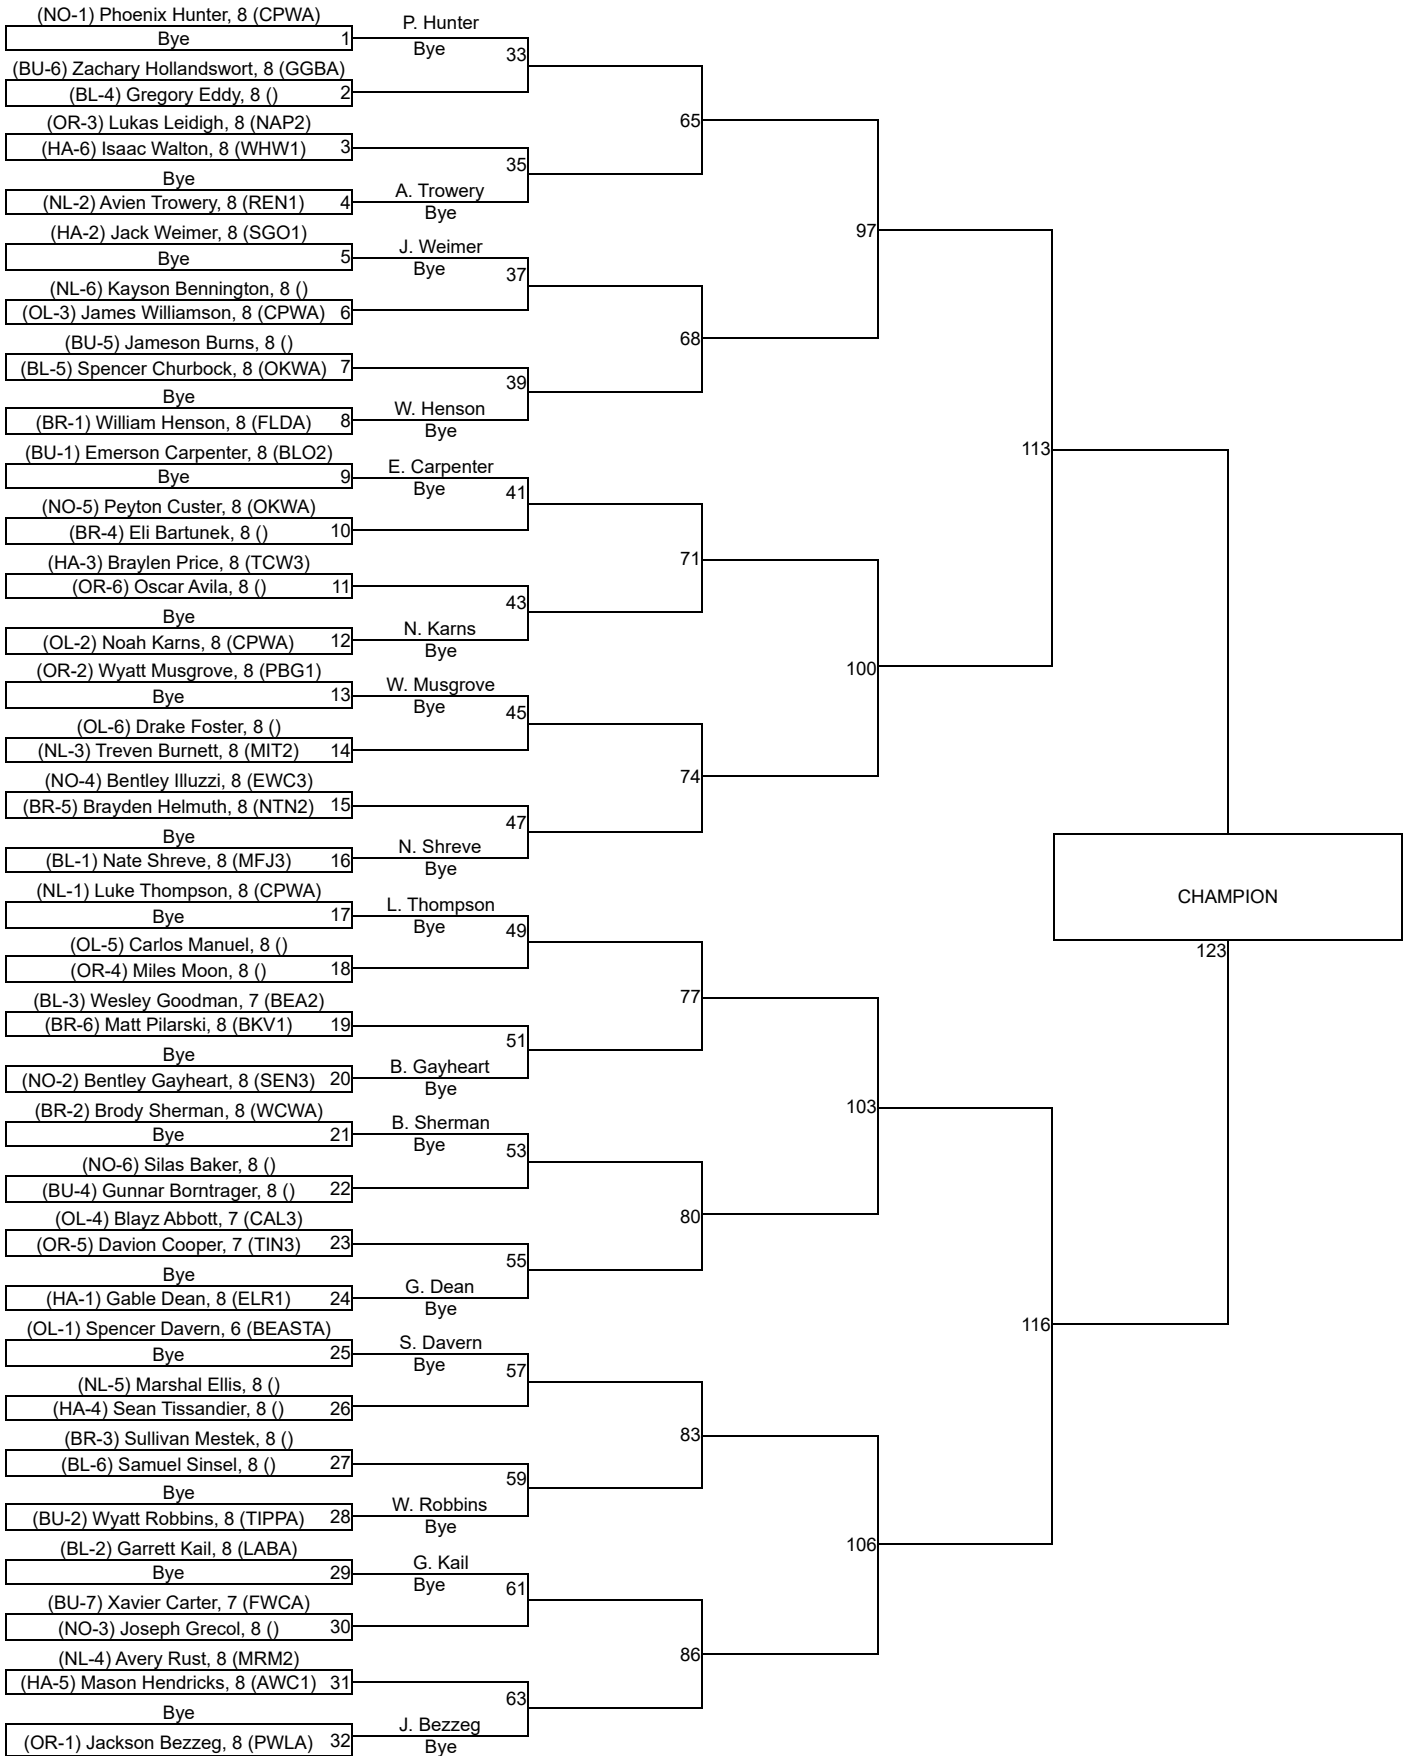 (NO-1) Phoenix Hunter, 8 (CPWA)
Bye 1
P. Hunter
Bye
33
(BU-6) Zachary Hollandswort, 8 (GGBA)
(BL-4) Gregory Eddy, 8 () 2
65
(OR-3) Lukas Leidigh, 8 (NAP2)
(HA-6) Isaac Walton, 8 (WHW1) 3
35
Bye
(NL-2) Avien Trowery, 8 (REN1) 4
A. Trowery
Bye
97
(HA-2) Jack Weimer, 8 (SGO1)
Bye 5
J. Weimer
Bye
37
(NL-6) Kayson Bennington, 8 ()
(OL-3) James Williamson, 8 (CPWA) 6
68
(BU-5) Jameson Burns, 8 ()
(BL-5) Spencer Churbock, 8 (OKWA) 7
39
Bye
(BR-1) William Henson, 8 (FLDA) 8
W. Henson
Bye
113
(BU-1) Emerson Carpenter, 8 (BLO2)
Bye 9
E. Carpenter
Bye
41
(NO-5) Peyton Custer, 8 (OKWA)
(BR-4) Eli Bartunek, 8 () 10
71
(HA-3) Braylen Price, 8 (TCW3)
(OR-6) Oscar Avila, 8 () 11
43
Bye
(OL-2) Noah Karns, 8 (CPWA) 12
N. Karns
Bye
100
(OR-2) Wyatt Musgrove, 8 (PBG1)
Bye 13
W. Musgrove
Bye
45
(OL-6) Drake Foster, 8 ()
(NL-3) Treven Burnett, 8 (MIT2) 14
74
(NO-4) Bentley Illuzzi, 8 (EWC3)
(BR-5) Brayden Helmuth, 8 (NTN2) 15
47
Bye
(BL-1) Nate Shreve, 8 (MFJ3) 16
N. Shreve
Bye
CHAMPION
123
(NL-1) Luke Thompson, 8 (CPWA)
Bye 17
L. Thompson
Bye
49
(OL-5) Carlos Manuel, 8 ()
(OR-4) Miles Moon, 8 () 18
77
(BL-3) Wesley Goodman, 7 (BEA2)
(BR-6) Matt Pilarski, 8 (BKV1) 19
51
Bye
(NO-2) Bentley Gayheart, 8 (SEN3) 20
B. Gayheart
Bye
103
(BR-2) Brody Sherman, 8 (WCWA)
Bye 21
B. Sherman
Bye
53
(NO-6) Silas Baker, 8 ()
(BU-4) Gunnar Borntrager, 8 () 22
80
(OL-4) Blayz Abbott, 7 (CAL3)
(OR-5) Davion Cooper, 7 (TIN3) 23
55
Bye
(HA-1) Gable Dean, 8 (ELR1) 24
G. Dean
Bye
116
(OL-1) Spencer Davern, 6 (BEASTA)
Bye 25
S. Davern
Bye
57
(NL-5) Marshal Ellis, 8 ()
(HA-4) Sean Tissandier, 8 () 26
83
(BR-3) Sullivan Mestek, 8 ()
(BL-6) Samuel Sinsel, 8 () 27
59
Bye
(BU-2) Wyatt Robbins, 8 (TIPPA) 28
W. Robbins
Bye
106
(BL-2) Garrett Kail, 8 (LABA)
Bye 29
G. Kail
Bye
61
(BU-7) Xavier Carter, 7 (FWCA)
(NO-3) Joseph Grecol, 8 () 30
86
(NL-4) Avery Rust, 8 (MRM2)
(HA-5) Mason Hendricks, 8 (AWC1) 31
63
Bye
(OR-1) Jackson Bezzeg, 8 (PWLA) 32
J. Bezzeg
Bye